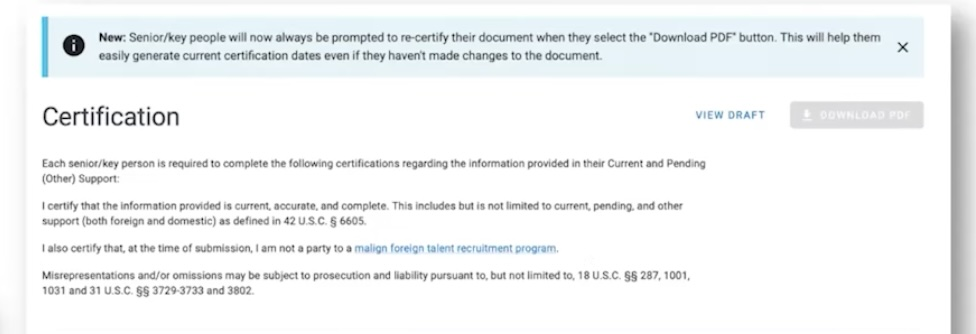 New: Senior/key people will now always be prompted to re-certify their document when they select the "Download PDF" button. This will help them
easily generate current certification dates even if they haven't made changes to the document.
Certification
VIEW DRAFT
DOWNLOAD PDF
Each senior/key person is required to complete the following certifications regarding the information provided in their Current and Pending
(Other) Support:
I certify that the information provided is current, accurate, and complete. This includes but is not limited to current, pending, and other
support (both foreign and domestic) as defined in 42 U.S.C. § 6605.
I also certify that, at the time of submission, I am not a party to a malign foreign talent recruitment program.
Misrepresentations and/or omissions may be subject to prosecution and liability pursuant to, but not limited to, 18 U.S.C. §§ 287, 1001,
1031 and 31 U.S.C. §§ 3729-3733 and 3802.